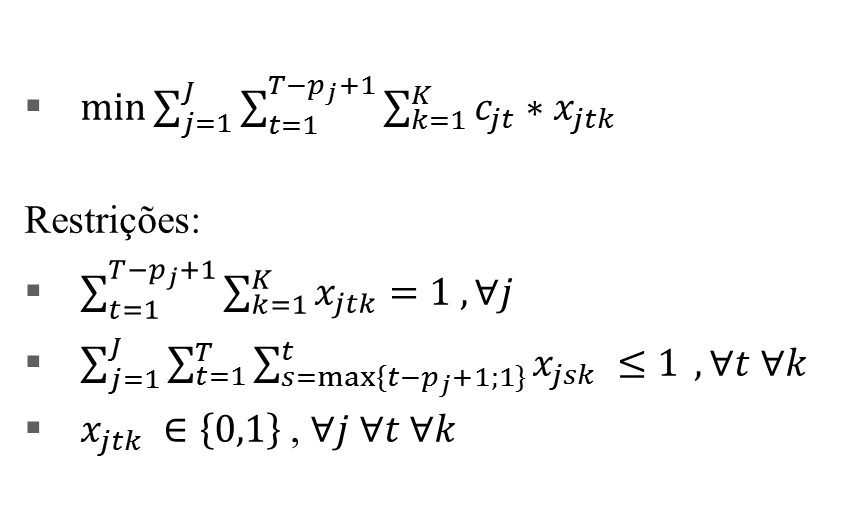 ▪ min ∑_{j=1}^{J} ∑_{t=1}^{T−p_j+1} ∑_{k=1}^{K} c_{jt} * x_{jtk}
Restrições:
▪ ∑_{t=1}^{T−p_j+1} ∑_{k=1}^{K} x_{jtk} = 1 , ∀j
▪ ∑_{j=1}^{J} ∑_{t=1}^{T} ∑_{s=max{t−p_j+1;1}}^{t} x_{jsk} ≤ 1 , ∀t ∀k
▪ x_{jtk} ∈ {0,1} , ∀j ∀t ∀k